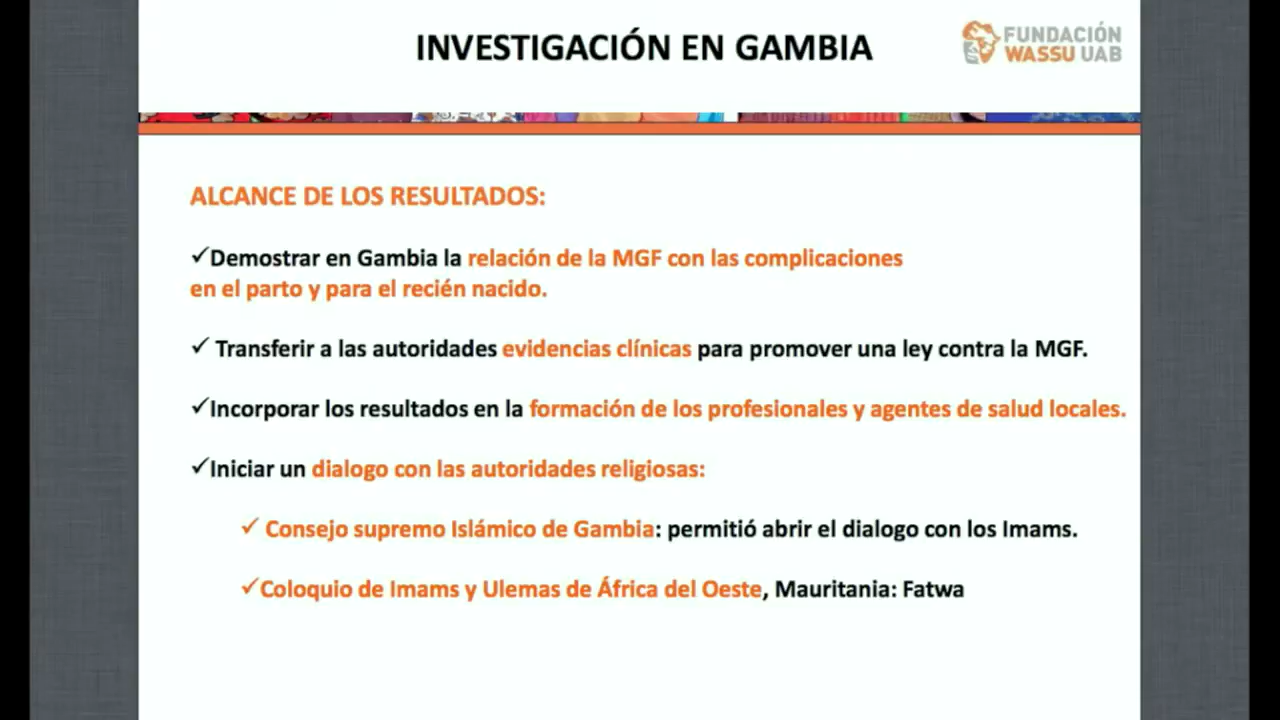 INVESTIGACIÓN EN GAMBIA
FUNDACIÓN
WASSU UAB
ALCANCE DE LOS RESULTADOS:
✓Demostrar en Gambia la relación de la MGF con las complicaciones
en el parto y para el recién nacido.
✓ Transferir a las autoridades evidencias clínicas para promover una ley contra la MGF.
✓Incorporar los resultados en la formación de los profesionales y agentes de salud locales.
✓Iniciar un dialogo con las autoridades religiosas:
✓ Consejo supremo Islámico de Gambia: permitió abrir el dialogo con los Imams.
✓Coloquio de Imams y Ulemas de África del Oeste, Mauritania: Fatwa